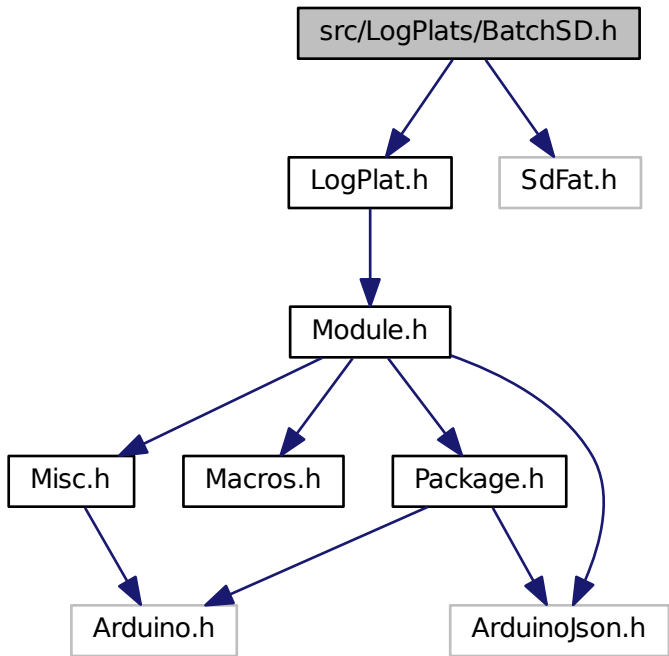 src/LogPlats/BatchSD.h
LogPlat.h
SdFat.h
Module.h
Misc.h
Macros.h
Package.h
Arduino.h
ArduinoJson.h